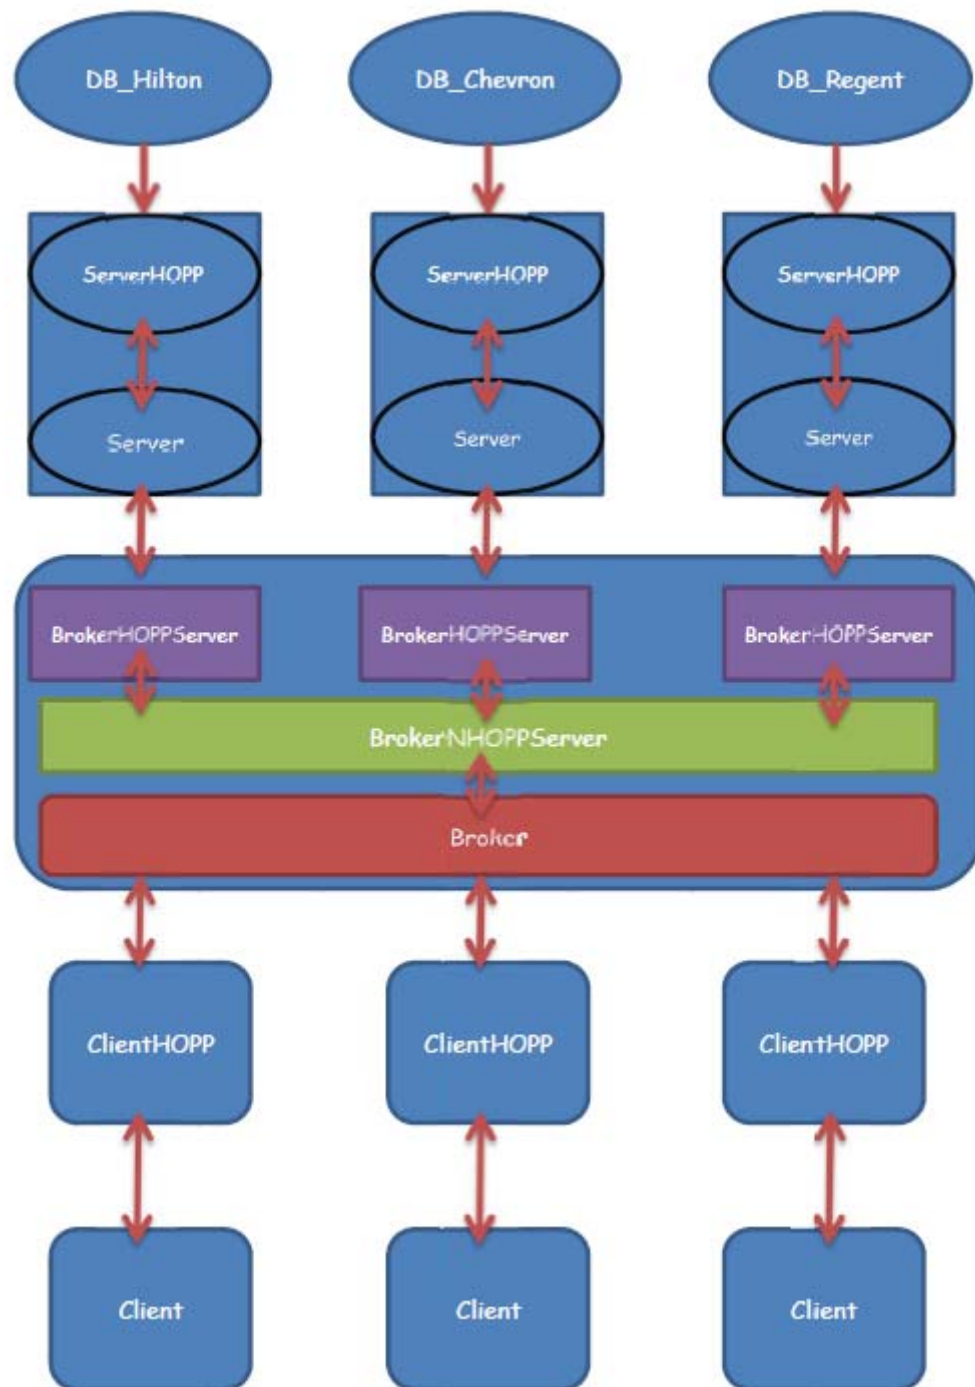 DB_Hilton
DB_Chevron
DB_Regent
ServerHOPP
ServerHOPP
ServerHOPP
Server
Server
Server
BrokerHOPPServer
BrokerHOPPServer
BrokerHOPPServer
BrokerNHOPPServer
Broker
ClientHOPP
ClientHOPP
ClientHOPP
Client
Client
Client